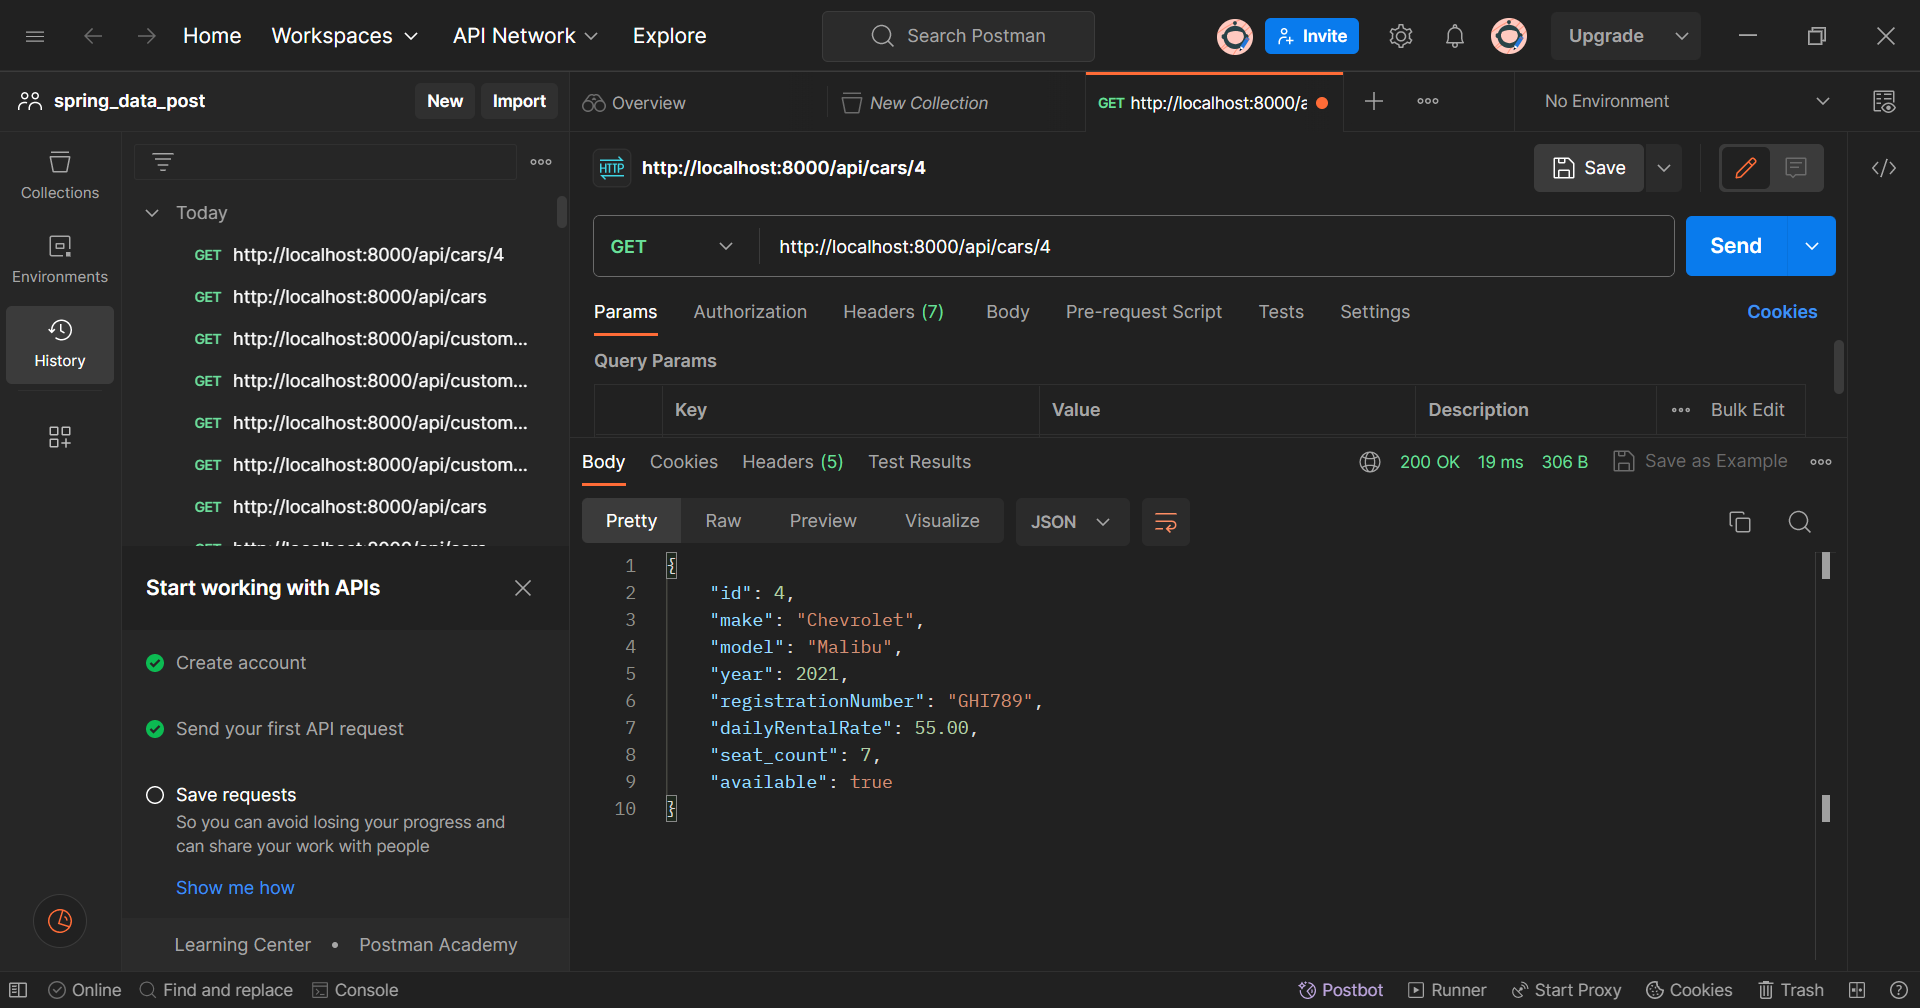 Home Workspaces API Network Explore Search Postman Invite Upgrade
spring_data_post New Import Overview New Collection GET http://localhost:8000/a No Environment
Collections
Environments
History
Today
GET http://localhost:8000/api/cars/4
GET http://localhost:8000/api/cars
GET http://localhost:8000/api/custom...
GET http://localhost:8000/api/custom...
GET http://localhost:8000/api/custom...
GET http://localhost:8000/api/custom...
GET http://localhost:8000/api/cars
GET http://localhost:8000/api/cars
Start working with APIs
Create account
Send your first API request
Save requests
So you can avoid losing your progress and
can share your work with people
Show me how
Learning Center • Postman Academy
HTTP http://localhost:8000/api/cars/4 Save
GET http://localhost:8000/api/cars/4 Send
Params Authorization Headers (7) Body Pre-request Script Tests Settings Cookies
Query Params
Key Value Description Bulk Edit
Body Cookies Headers (5) Test Results 200 OK 19 ms 306 B Save as Example
Pretty Raw Preview Visualize JSON
1 {
2 "id": 4,
3 "make": "Chevrolet",
4 "model": "Malibu",
5 "year": 2021,
6 "registrationNumber": "GHI789",
7 "dailyRentalRate": 55.00,
8 "seat_count": 7,
9 "available": true
10 }
Online Find and replace Console Postbot Runner Start Proxy Cookies Trash